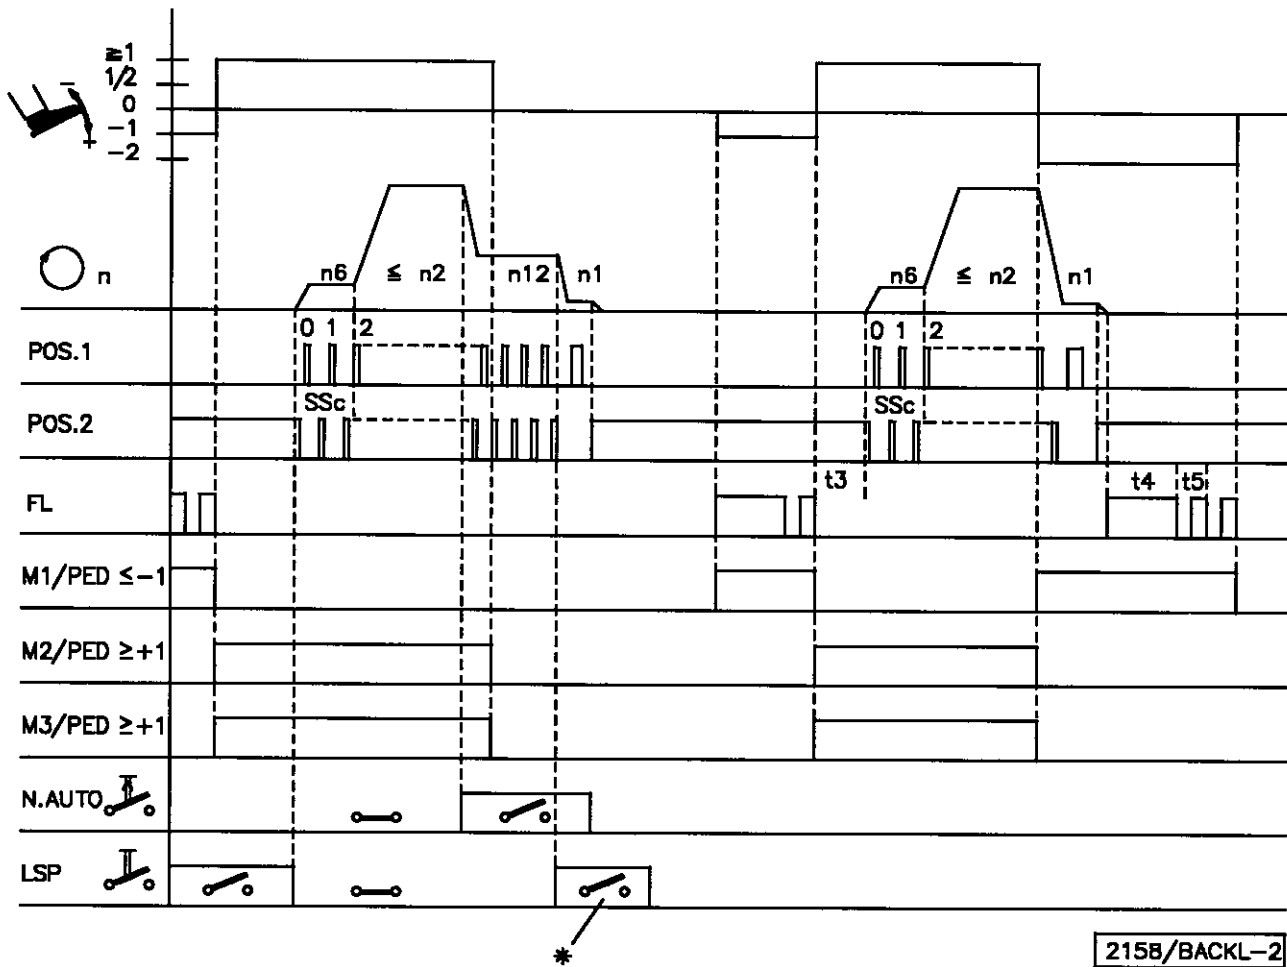 ≧1
1/2
0
-1
-2
-
+
n
n6 ≦ n2 n12 n1 n6 ≦ n2 n1
0 1 2 0 1 2
POS.1
SSc SSc
POS.2
t3 t4 t5
FL
M1/PED ≤-1
M2/PED ≥+1
M3/PED ≥+1
N.AUTO
LSP
*
2158/BACKL-2